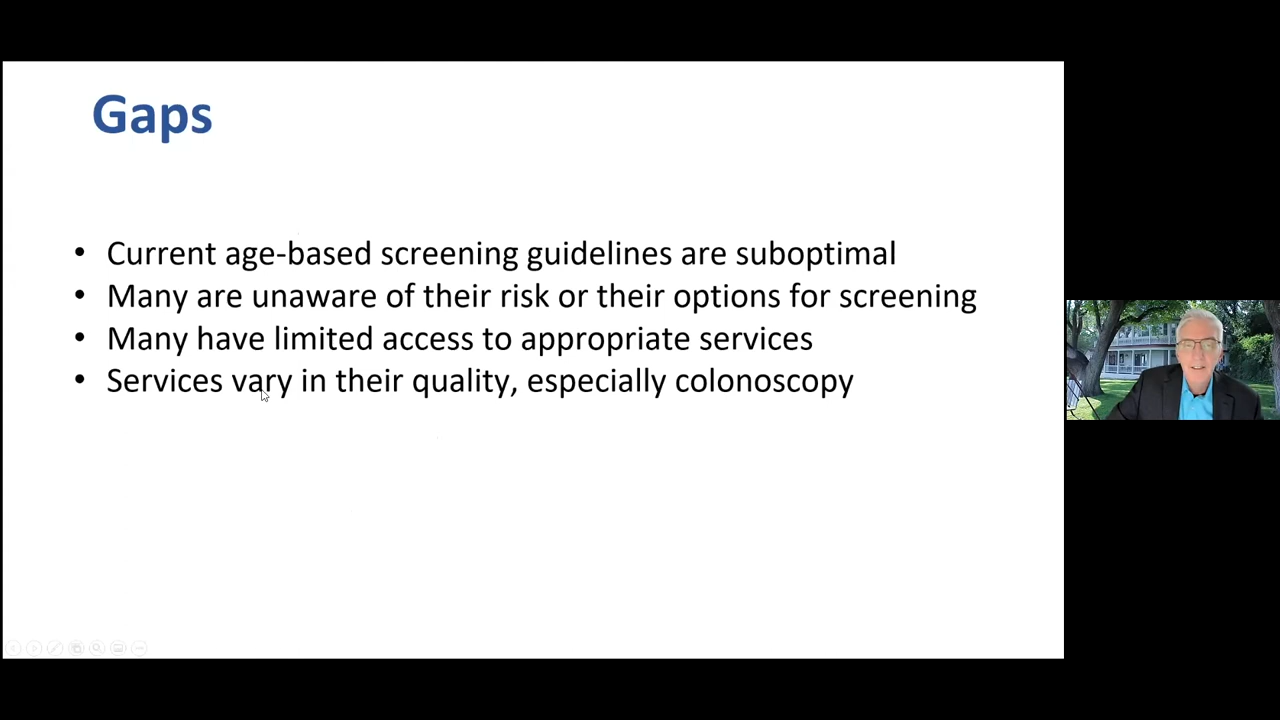 Gaps
• Current age-based screening guidelines are suboptimal
• Many are unaware of their risk or their options for screening
• Many have limited access to appropriate services
• Services vary in their quality, especially colonoscopy